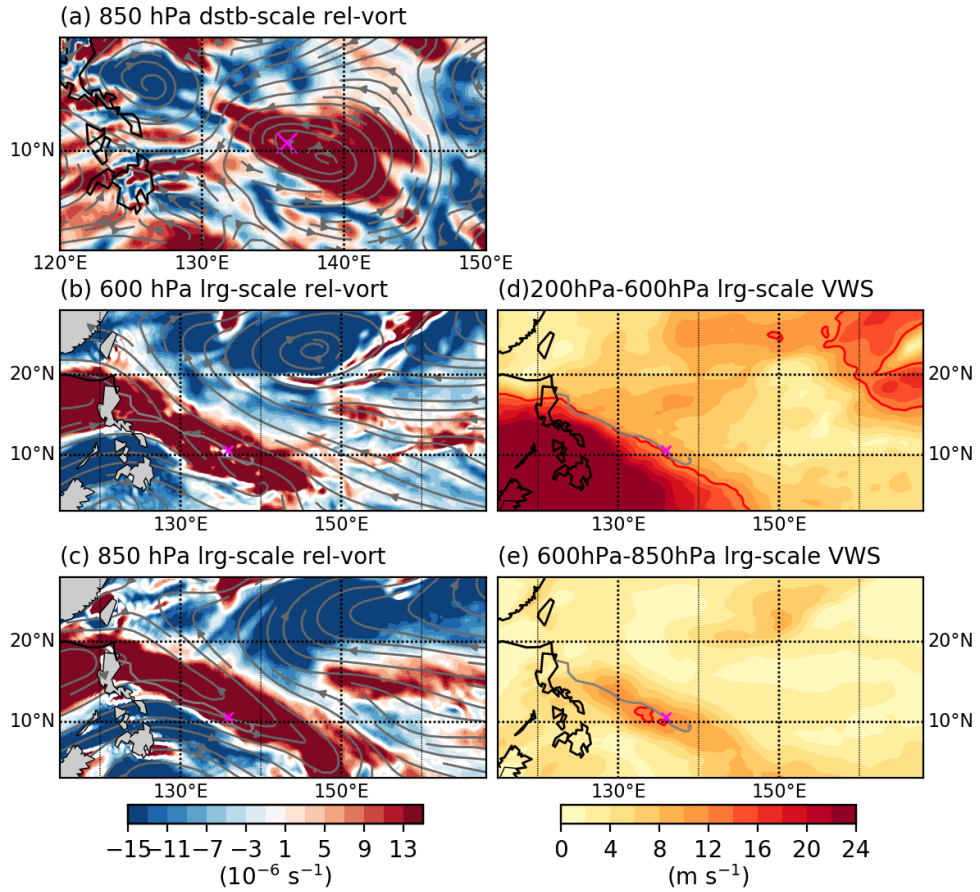 (a) 850 hPa dstb-scale rel-vort
10°N
120°E 130°E 140°E 150°E
(b) 600 hPa lrg-scale rel-vort
(d)200hPa-600hPa lrg-scale VWS
20°N
20°N
10°N
10°N
130°E 150°E
130°E 150°E
(c) 850 hPa lrg-scale rel-vort
(e) 600hPa-850hPa lrg-scale VWS
20°N
20°N
10°N
10°N
130°E 150°E
130°E 150°E
−15 −11 −7 −3 1 5 9 13
(10⁻⁶ s⁻¹)
0 4 8 12 16 20 24
(m s⁻¹)